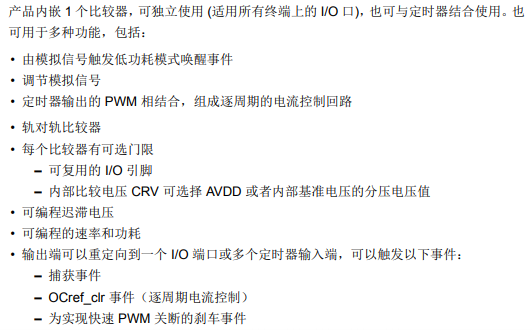 产品内嵌 1 个比较器，可独立使用 (适用所有终端上的 I/O 口)，也可与定时器结合使用。也
可用于多种功能，包括：
• 由模拟信号触发低功耗模式唤醒事件
• 调节模拟信号
• 定时器输出的 PWM 相结合，组成逐周期的电流控制回路
• 轨对轨比较器
• 每个比较器有可选门限
– 可复用的 I/O 引脚
– 内部比较电压 CRV 可选择 AVDD 或者内部基准电压的分压电压值
• 可编程迟滞电压
• 可编程的速率和功耗
• 输出端可以重定向到一个 I/O 端口或多个定时器输入端，可以触发以下事件：
– 捕获事件
– OCref_clr 事件（逐周期电流控制）
– 为实现快速 PWM 关断的刹车事件